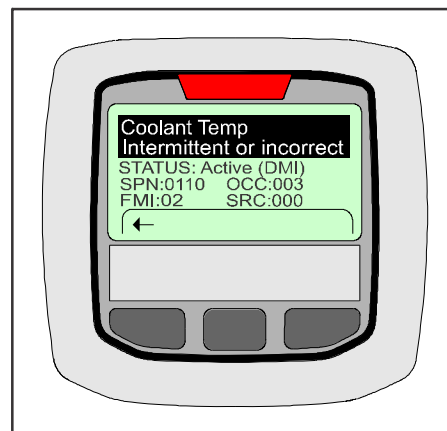 Coolant Temp
Intermittent or incorrect
STATUS: Active (DMI)
SPN:0110 OCC:003
FMI:02 SRC:000